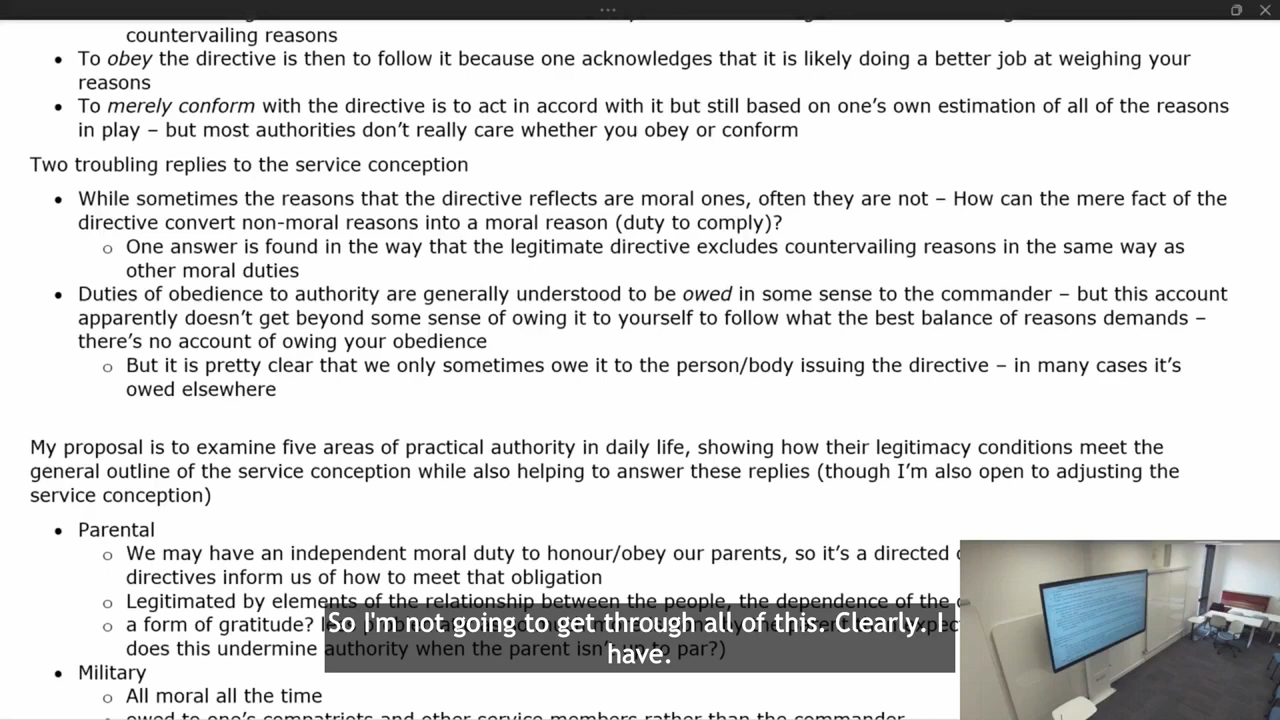 countervailing reasons
• To obey the directive is then to follow it because one acknowledges that it is likely doing a better job at weighing your
reasons
• To merely conform with the directive is to act in accord with it but still based on one's own estimation of all of the reasons
in play – but most authorities don't really care whether you obey or conform
Two troubling replies to the service conception
• While sometimes the reasons that the directive reflects are moral ones, often they are not – How can the mere fact of the
directive convert non-moral reasons into a moral reason (duty to comply)?
o One answer is found in the way that the legitimate directive excludes countervailing reasons in the same way as
other moral duties
• Duties of obedience to authority are generally understood to be owed in some sense to the commander – but this account
apparently doesn't get beyond some sense of owing it to yourself to follow what the best balance of reasons demands –
there's no account of owing your obedience
o But it is pretty clear that we only sometimes owe it to the person/body issuing the directive – in many cases it's
owed elsewhere
My proposal is to examine five areas of practical authority in daily life, showing how their legitimacy conditions meet the
general outline of the service conception while also helping to answer these replies (though I'm also open to adjusting the
service conception)
• Parental
o We may have an independent moral duty to honour/obey our parents, so it's a directed
directives inform us of how to meet that obligation
o Legitimated by elements of the relationship between the people, the dependence of the
o a form of gratitude?
does this undermine authority when the parent isn't up to par?)
So I'm not going to get through all of this. Clearly.
have.
• Military
o All moral all the time
o owed to one's compatriots and other service members rather than the commander